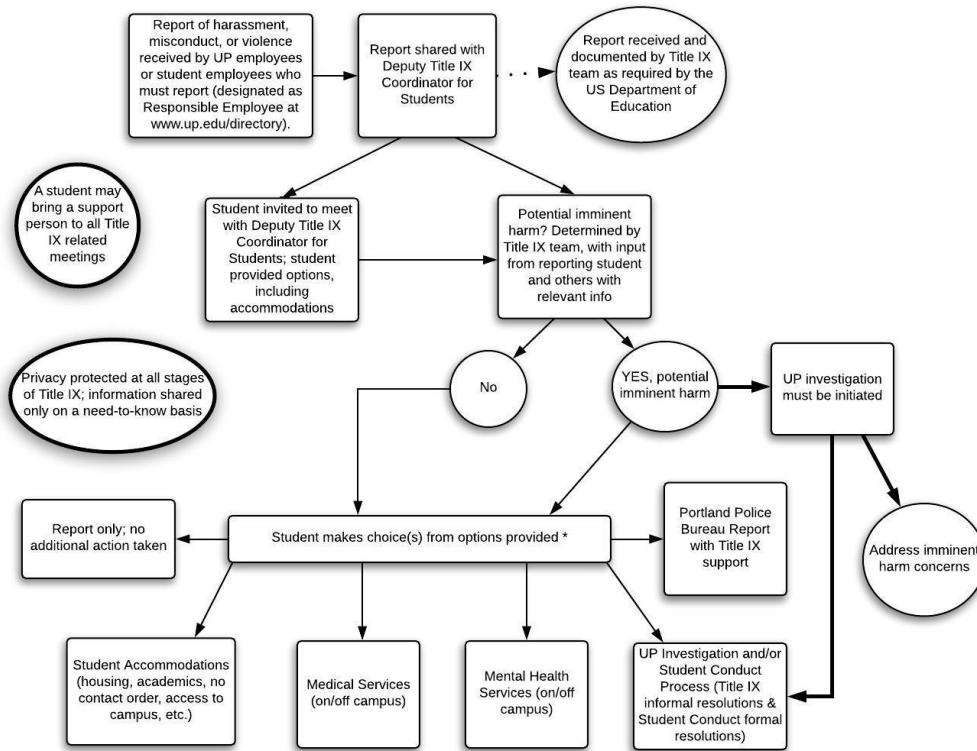 Report of harassment,
misconduct, or violence
received by UP employees
or student employees who
must report (designated as
Responsible Employee at
www.up.edu/directory).
Report shared with
Deputy Title IX
Coordinator for
Students
Report received and
documented by Title IX
team as required by the
US Department of
Education
A student may
bring a support
person to all Title
IX related
meetings
Student invited to meet
with Deputy Title IX
Coordinator for
Students; student
provided options,
including
accommodations
Potential imminent
harm? Determined by
Title IX team, with input
from reporting student
and others with
relevant info
Privacy protected at all stages
of Title IX; information shared
only on a need-to-know basis
No
YES, potential
imminent harm
UP investigation
must be initiated
Report only; no
additional action taken
Student makes choice(s) from options provided *
Portland Police
Bureau Report
with Title IX
support
Address imminent
harm concerns
Student Accommodations
(housing, academics, no
contact order, access to
campus, etc.)
Medical Services
(on/off campus)
Mental Health
Services (on/off
campus)
UP Investigation and/or
Student Conduct
Process (Title IX
informal resolutions &
Student Conduct formal
resolutions)